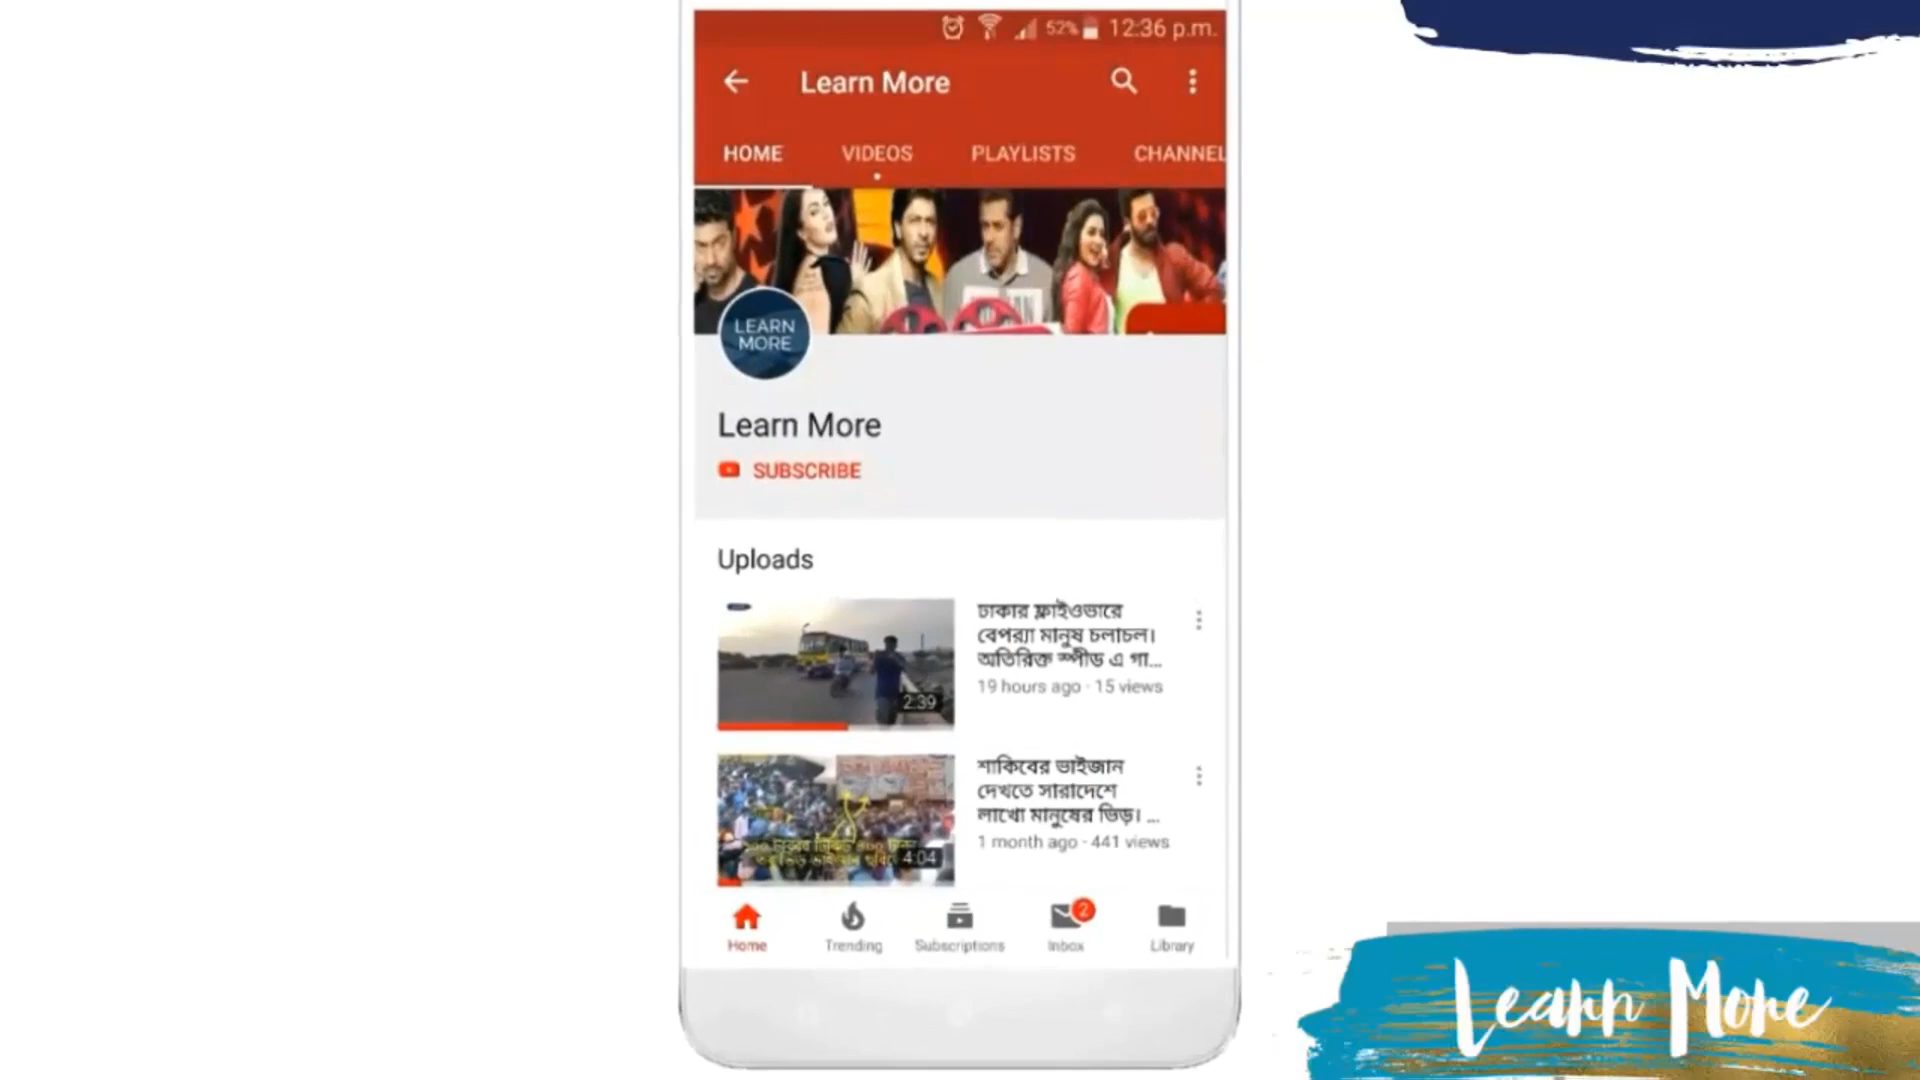 52% 12:36 p.m.
Learn More
HOME VIDEOS PLAYLISTS CHANNEL
LEARN
MORE
Learn More
SUBSCRIBE
Uploads
ঢাকার ফ্লাইওভারে
বেপর‍্যা মানুষ চলাচল।
অতিরিক্ত স্পীড এ গা...
19 hours ago · 15 views
2:39
শাকিবের ভাইজান
দেখতে সারাদেশে
লাখো মানুষের ভিড়। ...
1 month ago · 441 views
4:04
2
Home Trending Subscriptions Inbox Library
Learn More